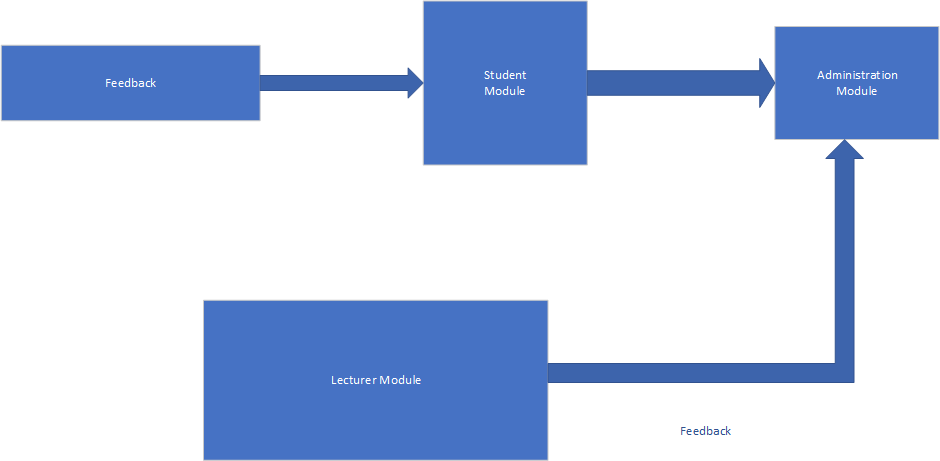 Feedback
Student
Module
Administration
Module
Lecturer Module
Feedback